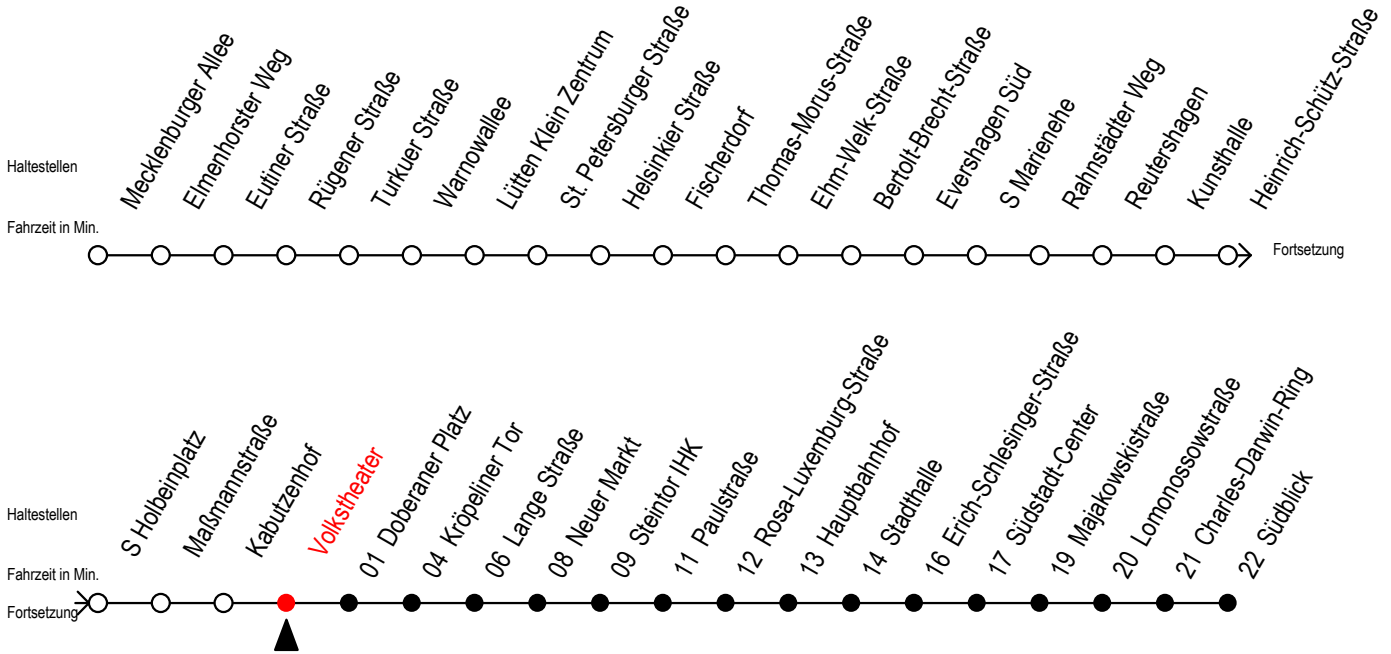 Haltestellen
Mecklenburger Allee
Elmenhorster Weg
Eutiner Straße
Rügener Straße
Turkuer Straße
Warnowallee
Lütten Klein Zentrum
St. Petersburger Straße
Helsinkier Straße
Fischerdorf
Thomas-Morus-Straße
Ehm-Welk-Straße
Bertolt-Brecht-Straße
Evershagen Süd
S Marienehe
Rahnstädter Weg
Reutershagen
Kunsthalle
Heinrich-Schütz-Straße
Fahrzeit in Min.
Fortsetzung
Haltestellen
S Holbeinplatz
Maßmannstraße
Kabutzenhof
Volkstheater
01 Doberaner Platz
04 Kröpeliner Tor
06 Lange Straße
08 Neuer Markt
09 Steintor IHK
11 Paulstraße
12 Rosa-Luxemburg-Straße
13 Hauptbahnhof
14 Stadthalle
16 Erich-Schlesinger-Straße
17 Südstadt-Center
19 Majakowskistraße
20 Lomonossowstraße
21 Charles-Darwin-Ring
22 Südblick
Fahrzeit in Min.
Fortsetzung